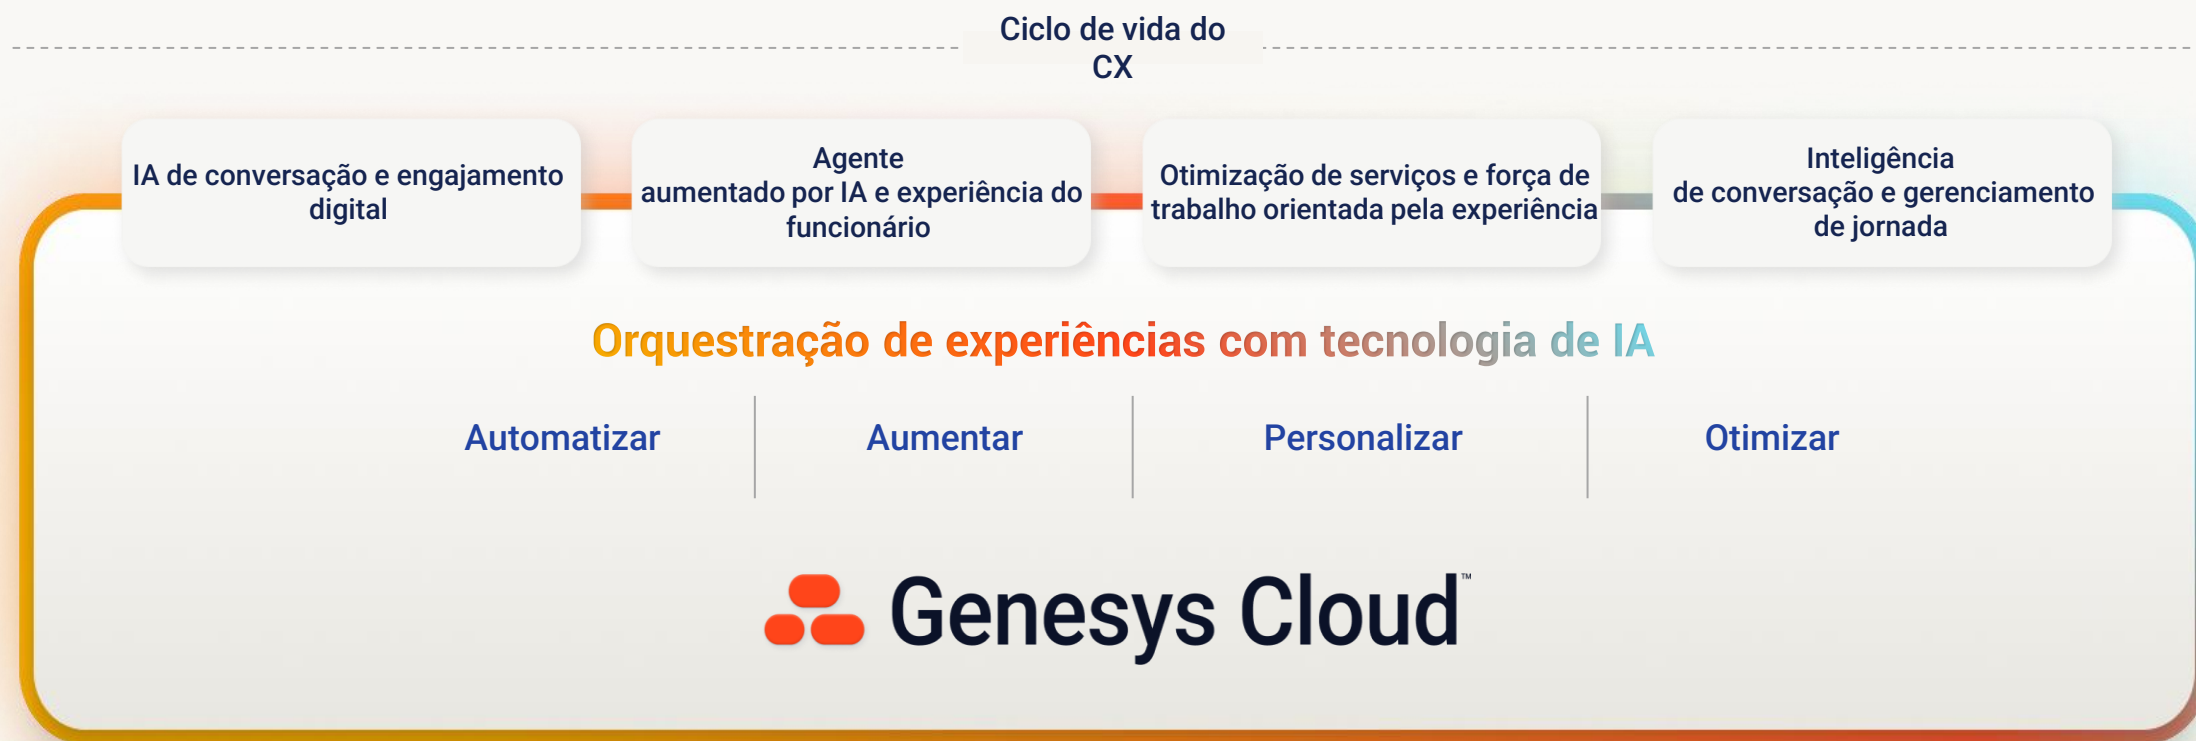 Ciclo de vida do
CX
IA de conversação e engajamento
digital
Agente
aumentado por IA e experiência do
funcionário
Otimização de serviços e força de
trabalho orientada pela experiência
Inteligência
de conversação e gerenciamento
de jornada
Orquestração de experiências com tecnologia de IA
Automatizar
Aumentar
Personalizar
Otimizar
Genesys Cloud™